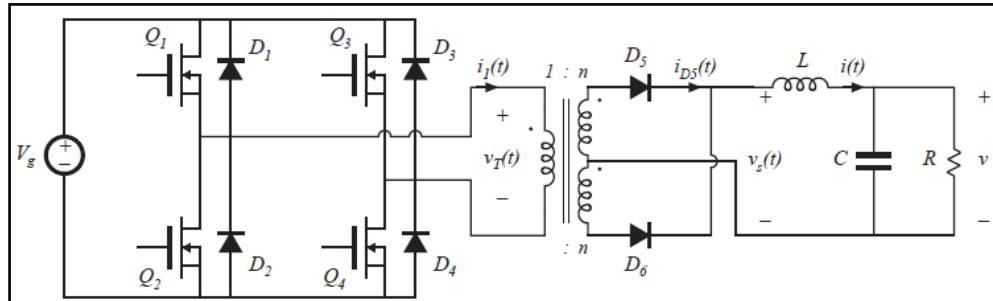 Q1
D1
Q3
D3
i1(t)
1 : n
D5
iD5(t)
L
i(t)
+
−
Vg
+
vT(t)
−
+
vs(t)
−
C
R
+
v
−
Q2
D2
Q4
D4
: n
D6